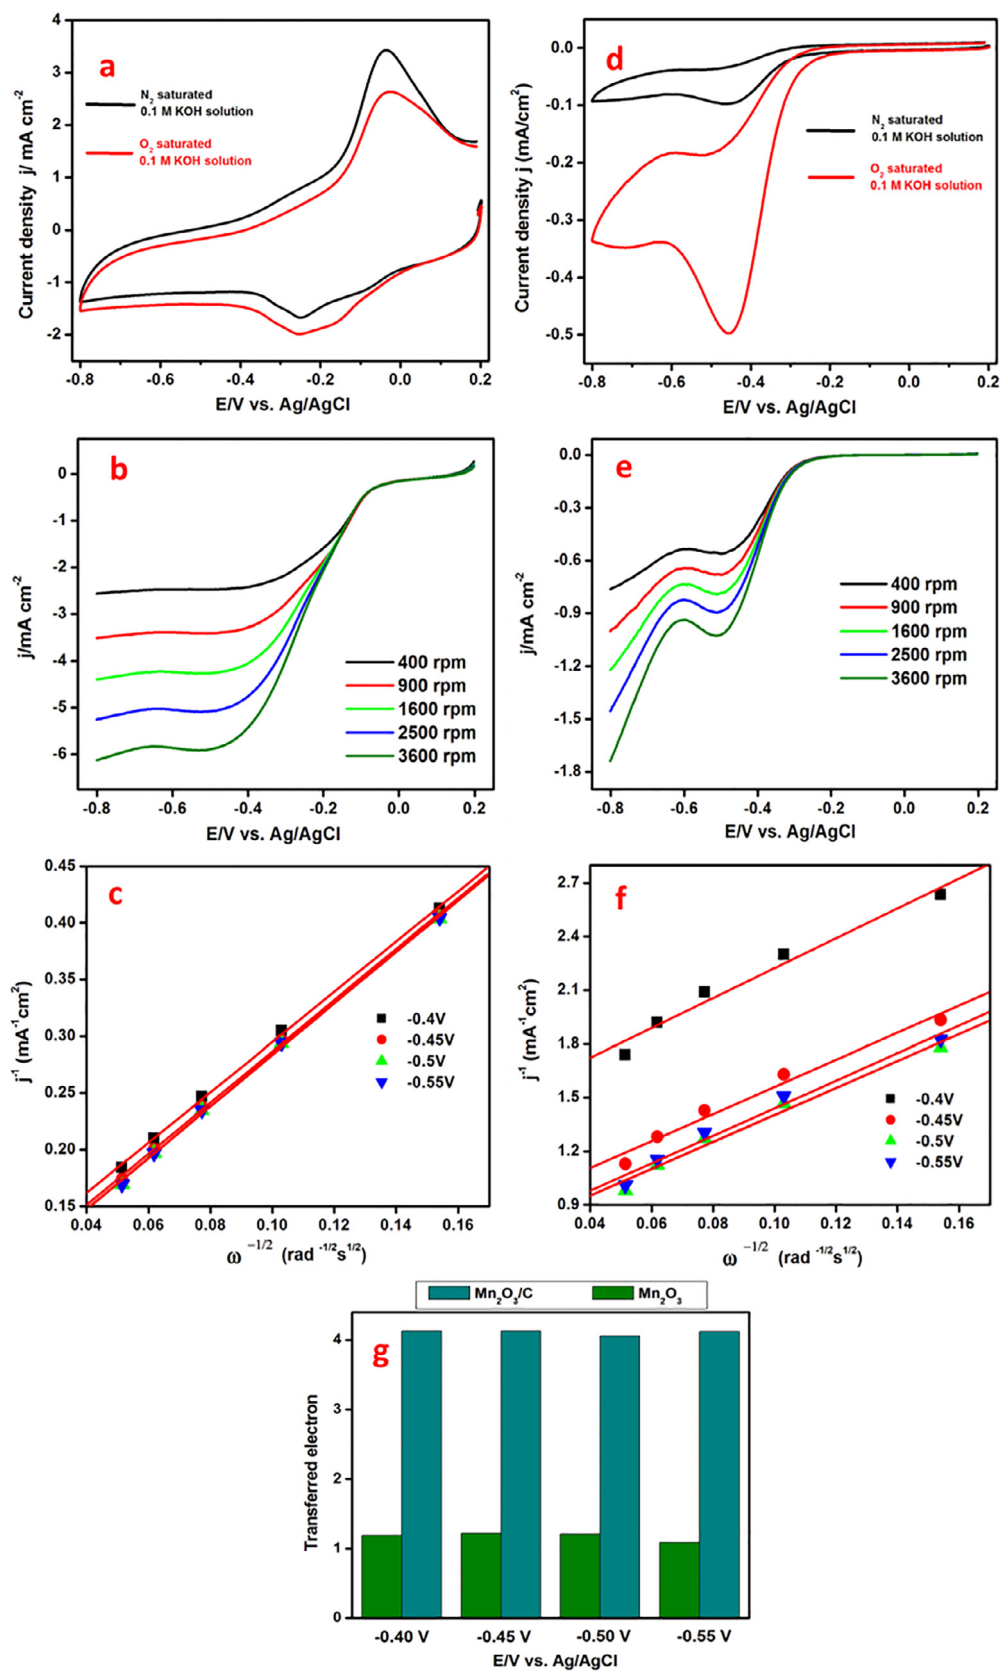 a
N2 saturated
0.1 M KOH solution
O2 saturated
0.1 M KOH solution
Current density j/ mA cm-2
4
3
2
1
0
-1
-2
-0.8 -0.6 -0.4 -0.2 0.0 0.2
E/V vs. Ag/AgCl
d
N2 saturated
0.1 M KOH solution
O2 saturated
0.1 M KOH solution
Current density j (mA/cm2)
0.0
-0.1
-0.2
-0.3
-0.4
-0.5
-0.8 -0.6 -0.4 -0.2 0.0 0.2
E/V vs. Ag/AgCl
b
j/mA cm-2
0
-1
-2
-3
-4
-5
-6
400 rpm
900 rpm
1600 rpm
2500 rpm
3600 rpm
-0.8 -0.6 -0.4 -0.2 0.0 0.2
E/V vs. Ag/AgCl
e
j/mA cm-2
0.0
-0.3
-0.6
-0.9
-1.2
-1.5
-1.8
400 rpm
900 rpm
1600 rpm
2500 rpm
3600 rpm
-0.8 -0.6 -0.4 -0.2 0.0 0.2
E/V vs. Ag/AgCl
c
j-1 (mA-1cm2)
0.45
0.40
0.35
0.30
0.25
0.20
0.15
-0.4V
-0.45V
-0.5V
-0.55V
0.04 0.06 0.08 0.10 0.12 0.14 0.16
ω -1/2 (rad -1/2s1/2)
f
j-1 (mA-1cm2)
2.7
2.4
2.1
1.8
1.5
1.2
0.9
-0.4V
-0.45V
-0.5V
-0.55V
0.04 0.06 0.08 0.10 0.12 0.14 0.16
ω -1/2 (rad -1/2s1/2)
Mn2O3/C Mn2O3
g
Transferred electron
4
3
2
1
0
-0.40 V -0.45 V -0.50 V -0.55 V
E/V vs. Ag/AgCl